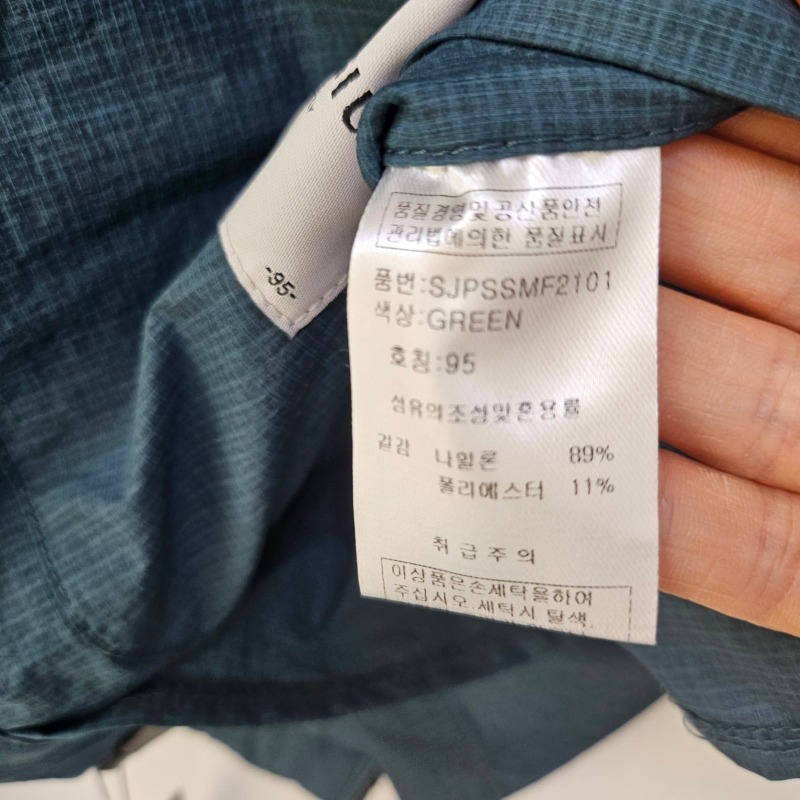 -95-
품질경영및공산품안전
관리법에의한 품질표시
품번:SJPSSMF2101
색상:GREEN
호칭:95
섬유의조성및혼용률
겉감 나일론 89%
폴리에스터 11%
취급주의
이상품은손세탁을하여
주십시오.세탁시 탈색.